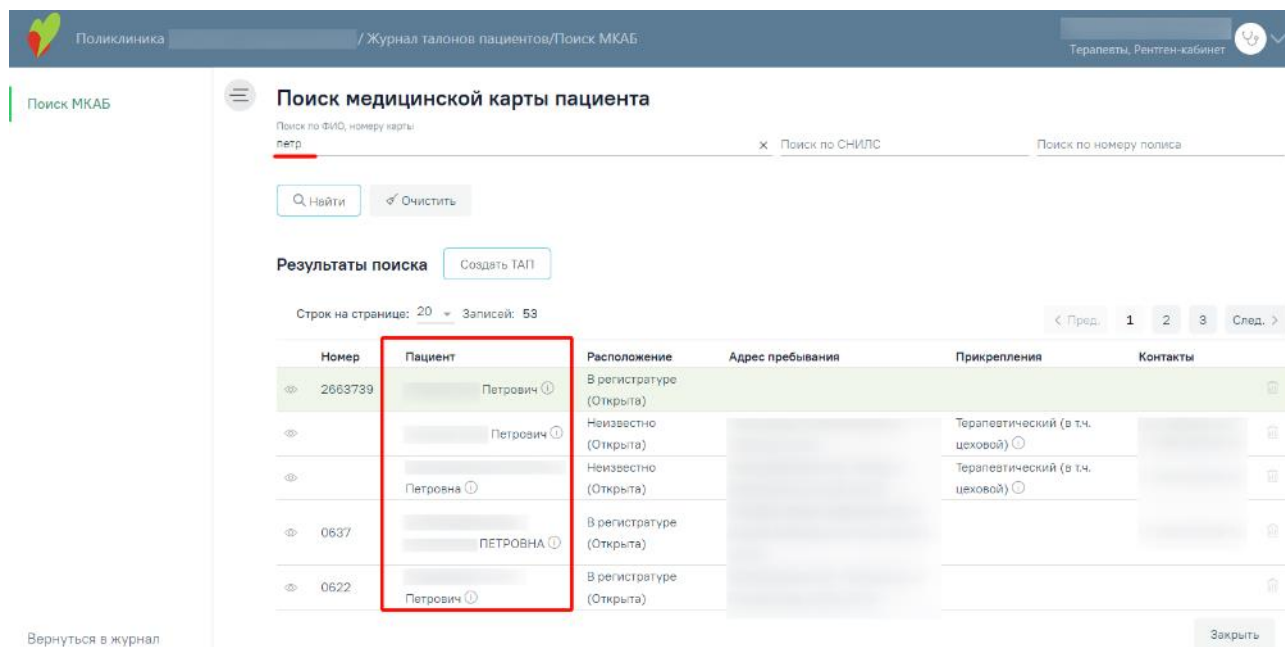 Поликлиника / Журнал талонов пациентов/Поиск МКАБ
Терапевты, Рентген-кабинет
Поиск МКАБ
Поиск медицинской карты пациента
Поиск по ФИО, номеру карты
петр
Поиск по СНИЛС
Поиск по номеру полиса
Найти
Очистить
Результаты поиска
Создать ТАП
Строк на странице: 20 Записей: 53
< Пред. 1 2 3 След. >
Номер Пациент Расположение Адрес пребывания Прикрепления Контакты
2663739 Петрович В регистратуре
(Открыта)
Петрович Неизвестно Терапевтический (в т.ч.
(Открыта) цеховой)
Неизвестно Терапевтический (в т.ч.
Петровна (Открыта) цеховой)
0637 В регистратуре
ПЕТРОВНА (Открыта)
0622 В регистратуре
Петрович (Открыта)
Вернуться в журнал
Закрыть